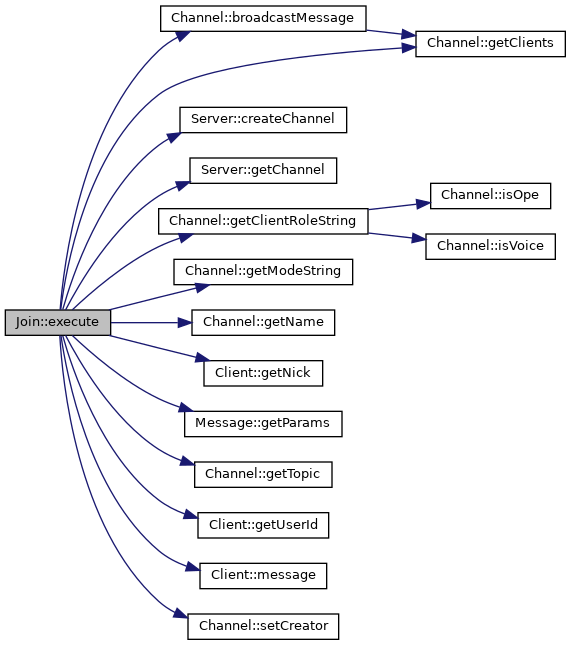 Channel::broadcastMessage
Channel::getClients
Server::createChannel
Server::getChannel
Channel::isOpe
Channel::getClientRoleString
Channel::isVoice
Channel::getModeString
Join::execute
Channel::getName
Client::getNick
Message::getParams
Channel::getTopic
Client::getUserId
Client::message
Channel::setCreator